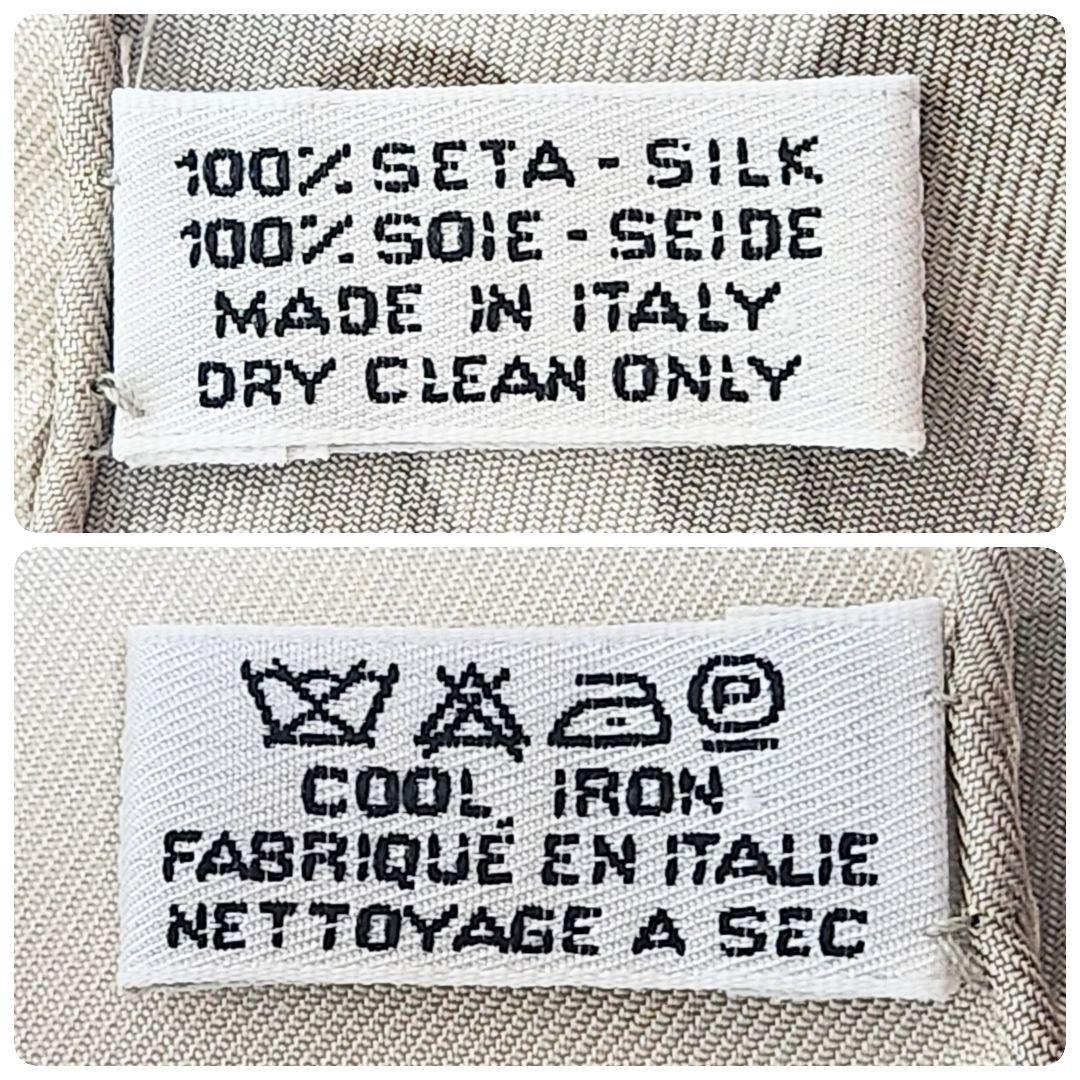 100% SETA - SILK
100% SOIE - SEIDE
MADE IN ITALY
DRY CLEAN ONLY
P
COOL IRON
FABRIQUÉ EN ITALIE
NETTOYAGE A SEC